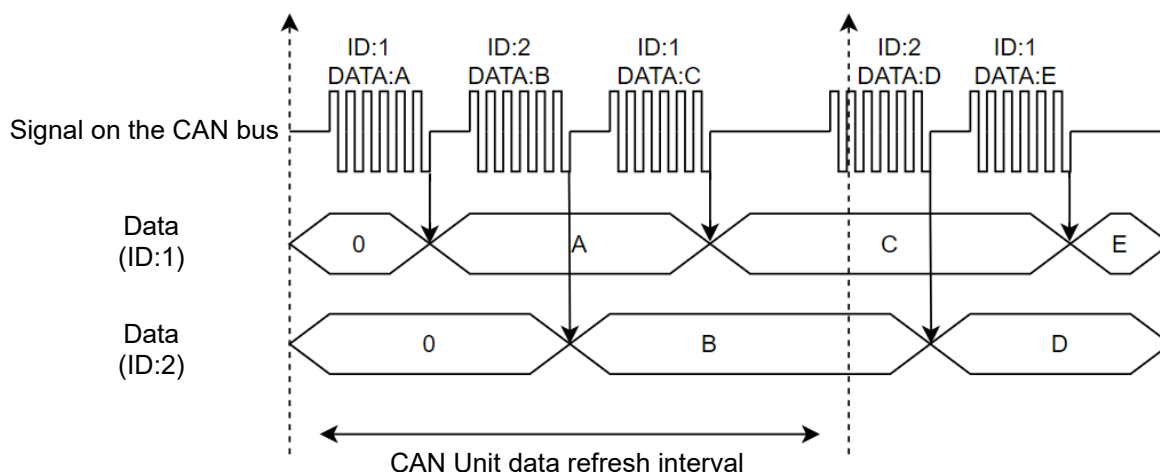 ID:1 ID:2 ID:1 ID:2 ID:1
DATA:A DATA:B DATA:C DATA:D DATA:E
Signal on the CAN bus
Data
(ID:1)
0 A C E
Data
(ID:2)
0 B D
CAN Unit data refresh interval